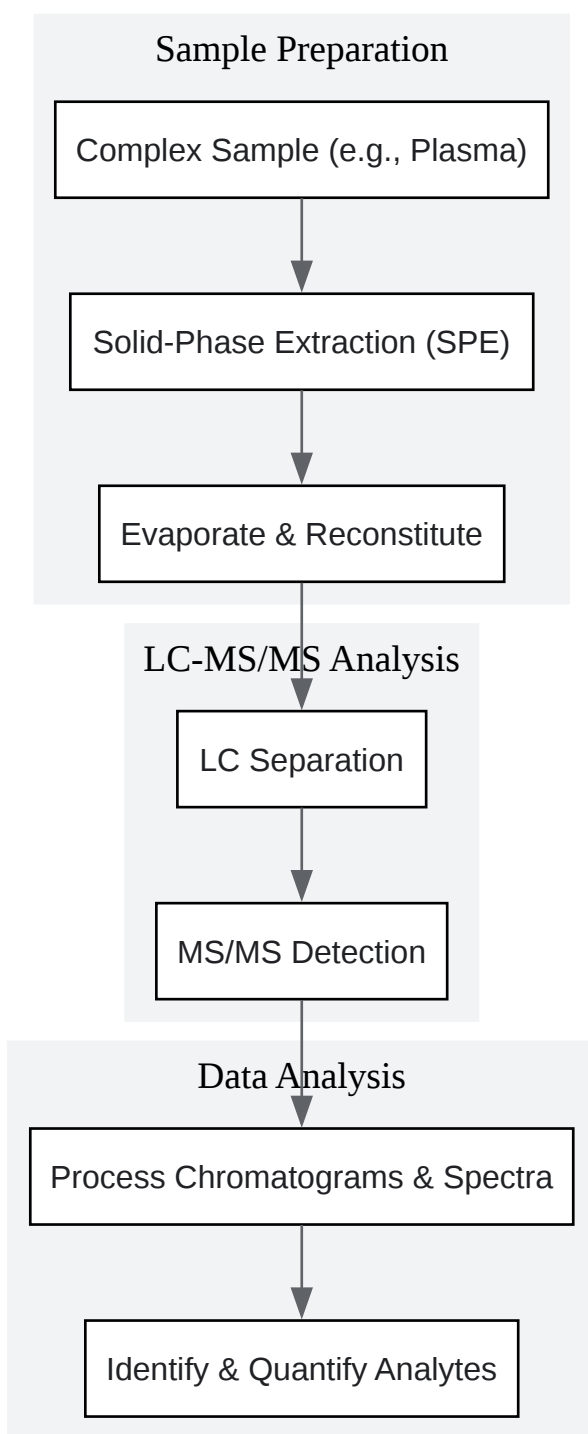 Sample Preparation
Complex Sample (e.g., Plasma)
Solid-Phase Extraction (SPE)
Evaporate & Reconstitute
LC-MS/MS Analysis
LC Separation
MS/MS Detection
Data Analysis
Process Chromatograms & Spectra
Identify & Quantify Analytes